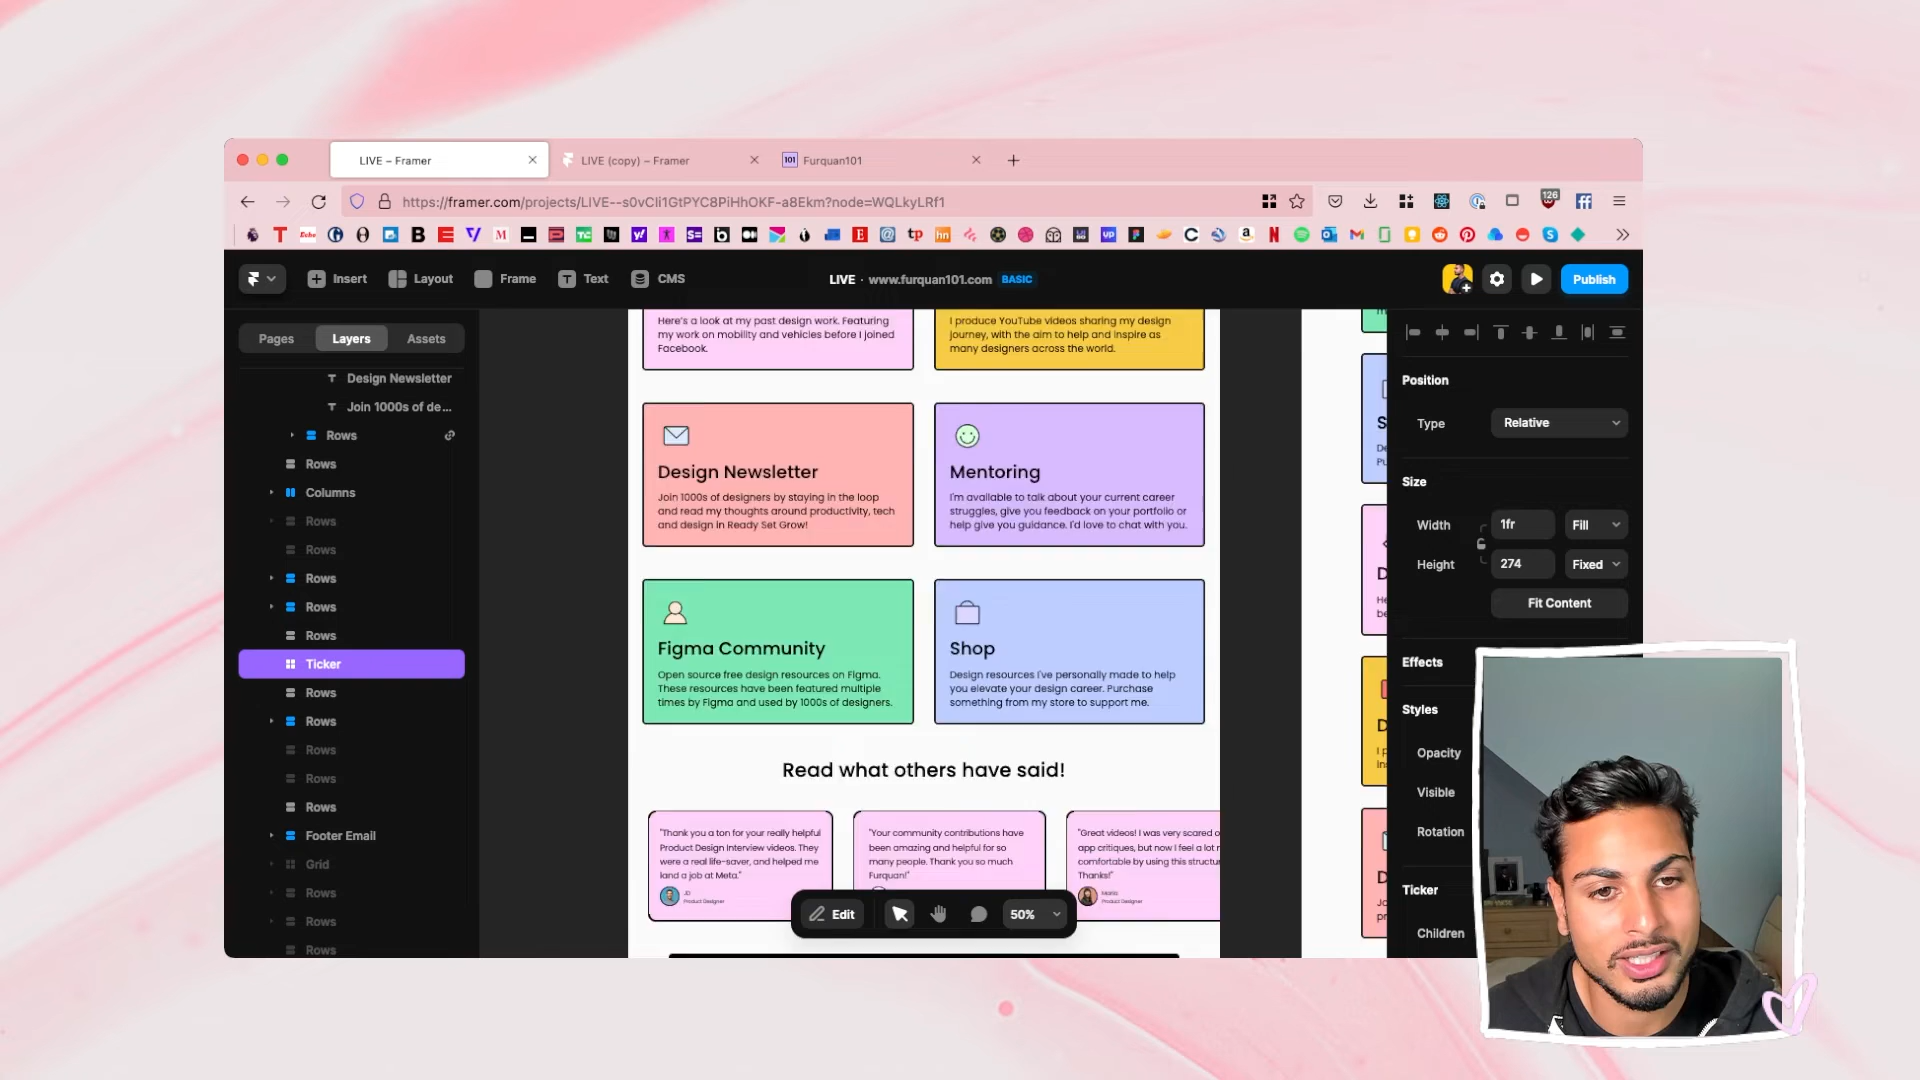 LIVE – Framer
LIVE (copy) – Framer
101
Furquan101
https://framer.com/projects/LIVE--s0vCli1GtPYC8PiHhOKF-a8Ekm?node=WQLkyLRf1
126
Insert
Layout
Frame
Text
CMS
LIVE · www.furquan101.com
BASIC
Publish
Pages
Layers
Assets
Design Newsletter
Join 1000s of de...
Rows
Rows
Columns
Rows
Rows
Rows
Rows
Rows
Ticker
Rows
Rows
Rows
Rows
Rows
Footer Email
Grid
Rows
Rows
Rows
Here's a look at my past design work. Featuring
my work on mobility and vehicles before I joined
Facebook.
I produce YouTube videos sharing my design
journey, with the aim to help and inspire as
many designers across the world.
Design Newsletter
Join 1000s of designers by staying in the loop
and read my thoughts around productivity, tech
and design in Ready Set Grow!
Mentoring
I'm available to talk about your current career
struggles, give you feedback on your portfolio or
help give you guidance. I'd love to chat with you.
Figma Community
Open source free design resources on Figma.
These resources have been featured multiple
times by Figma and used by 1000s of designers.
Shop
Design resources I've personally made to help
you elevate your design career. Purchase
something from my store to support me.
Read what others have said!
"Thank you a ton for your really helpful
Product Design Interview videos. They
were a real life-saver, and helped me
land a job at Meta."
JD
Product Designer
"Your community contributions have
been amazing and helpful for so
many people. Thank you so much
Furquan!"
"Great videos! I was very scared o
app critiques, but now I feel a lot
comfortable by using this structu
Thanks!"
Product Designer
Edit
50%
Position
Type
Relative
Size
Width
1fr
Fill
Height
274
Fixed
Fit Content
Effects
Styles
Opacity
Visible
Rotation
Ticker
Children